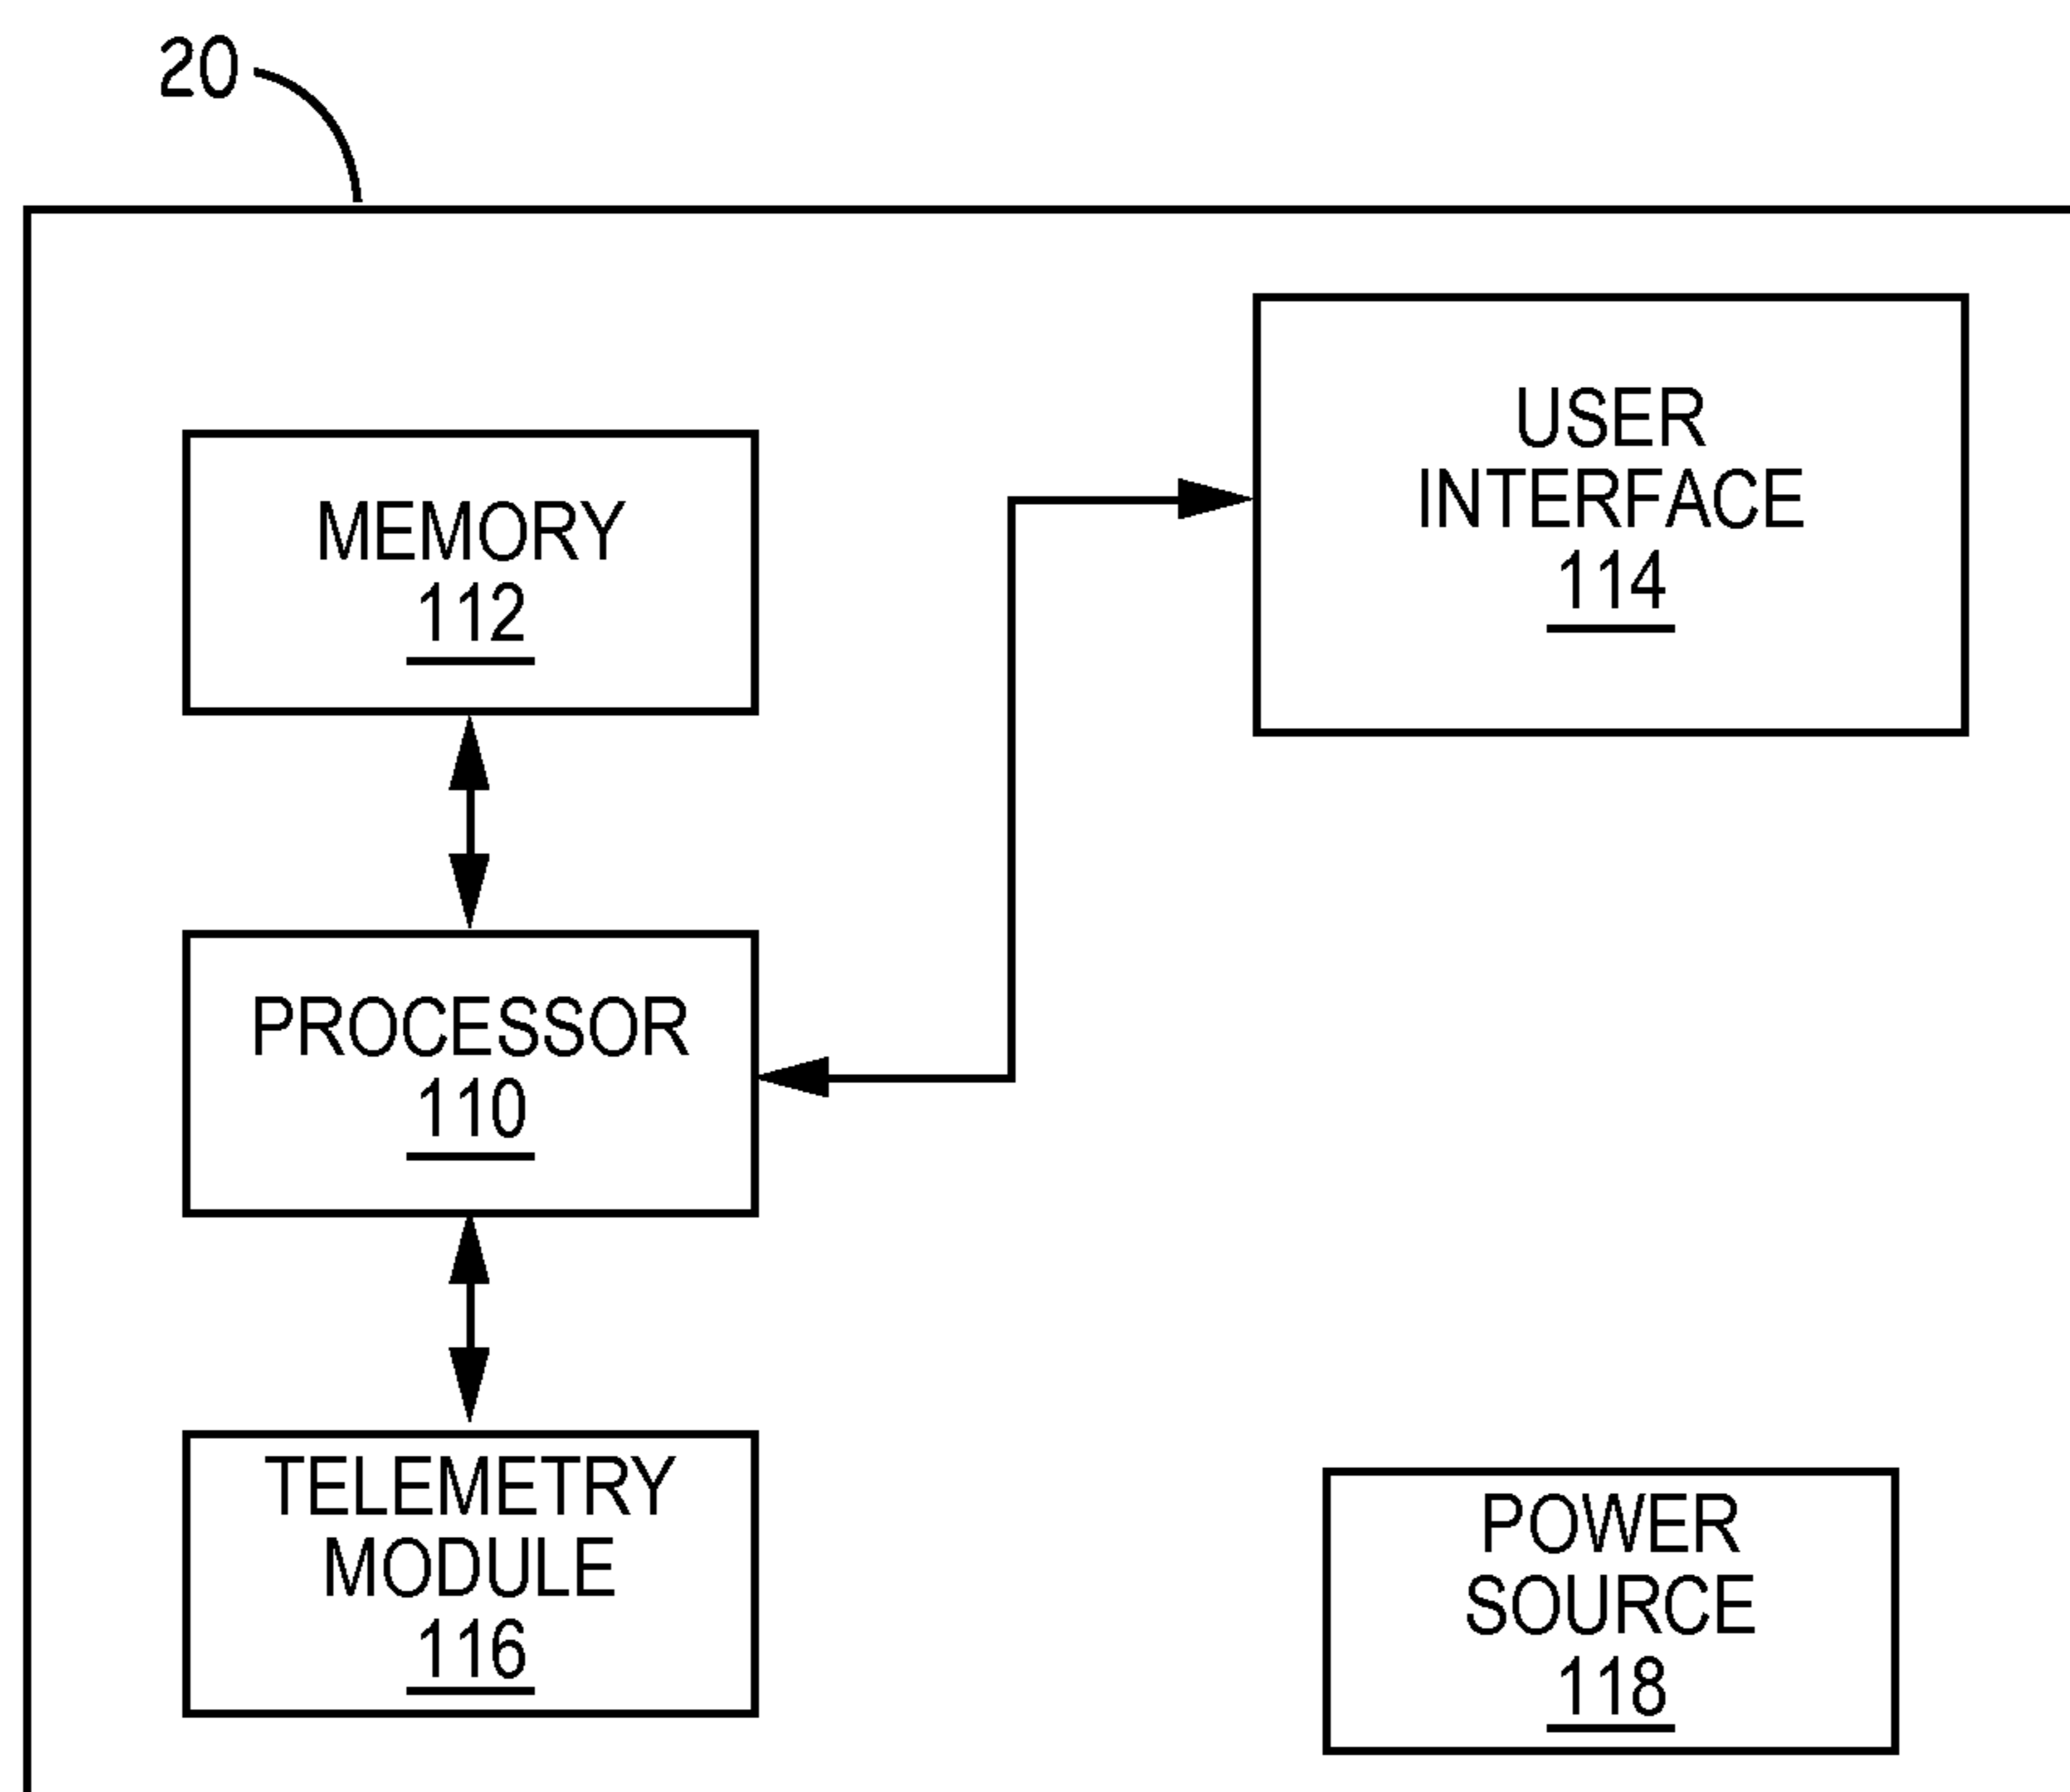 20
MEMORY
112
USER
INTERFACE
114
PROCESSOR
110
TELEMETRY
MODULE
116
POWER
SOURCE
118